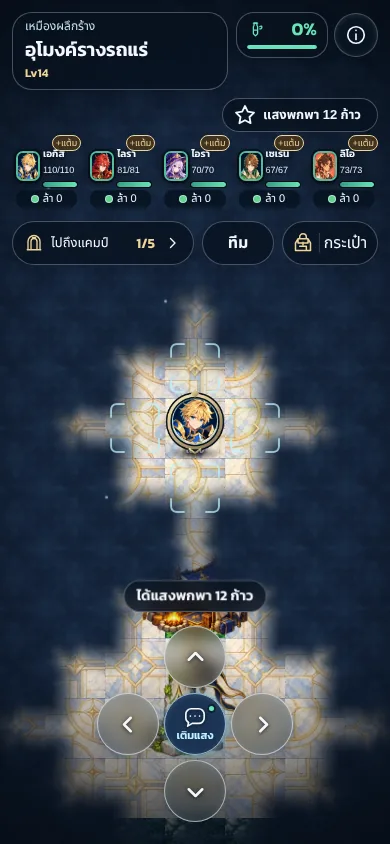 เหมืองผลึกร้าง
อุโมงค์รางรถแร่
Lv14
0%
แสงพกพา 12 ก้าว
+แต้ม +แต้ม +แต้ม +แต้ม +แต้ม
เอกิล ไลรา ไอรา เซเรน ลีโอ
110/110 81/81 70/70 67/67 73/73
ล้า 0 ล้า 0 ล้า 0 ล้า 0 ล้า 0
ไปถึงแคมป์ 1/5 ทีม กระเป๋า
ได้แสงพกพา 12 ก้าว
เติมแสง